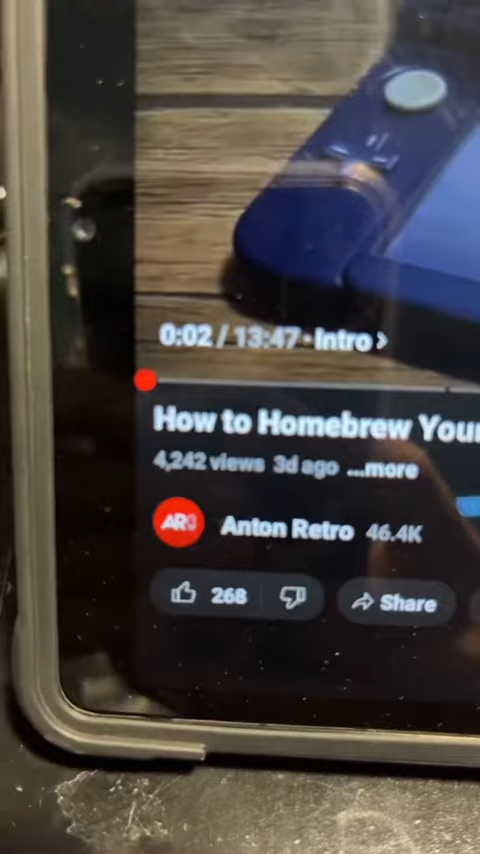 0:02 / 13:47 · Intro >
How to Homebrew Your
4,242 views 3d ago ...more
Anton Retro 46.4K
268 Share